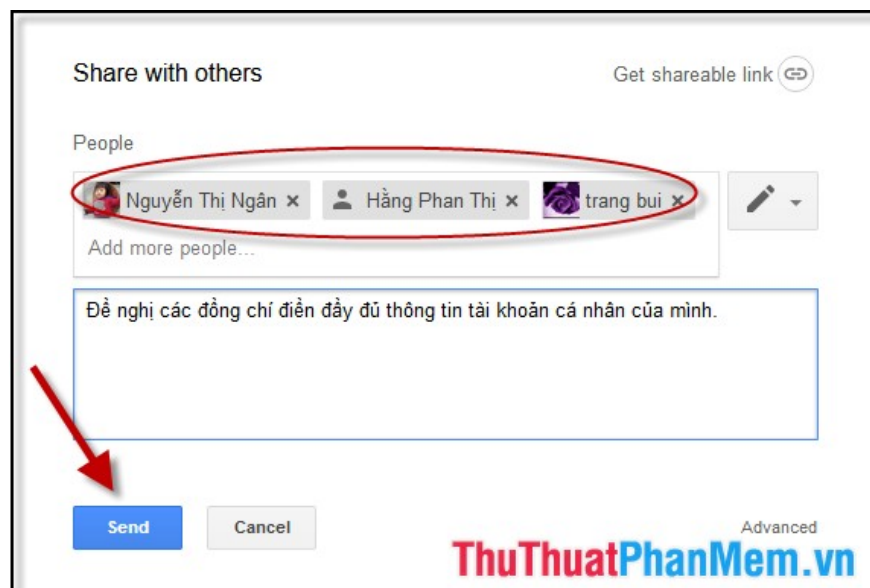 Share with others
Get shareable link
People
Nguyễn Thị Ngân × Hằng Phan Thị × trang bui ×
Add more people...
Đề nghị các đồng chí điền đầy đủ thông tin tài khoản cá nhân của mình.
Send Cancel
Advanced
ThuThuatPhanMem.vn